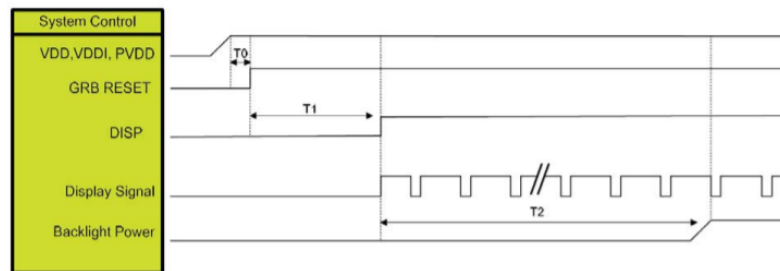 System Control
VDD,VDDI, PVDD
T0
GRB RESET
T1
DISP
Display Signal
T2
Backlight Power